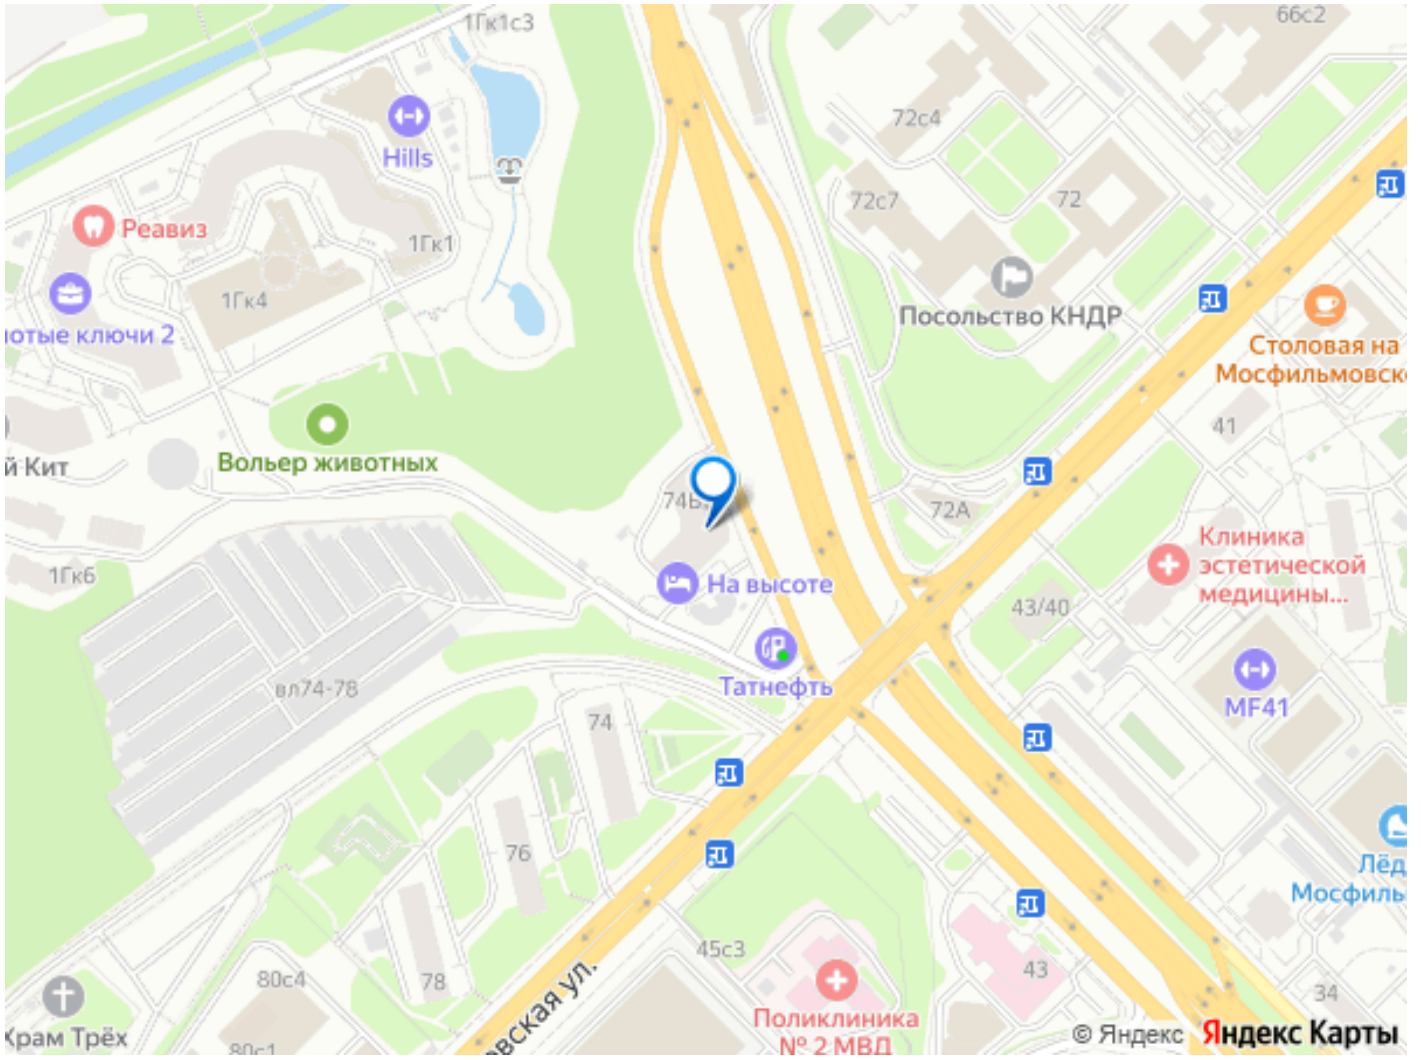 1Гк1с3
66с2
Hills
72с4
Реавиз
1Гк1
72с7
72
1Гк4
Посольство КНДР
лотые ключи 2
Столовая на
Мосфильмовск
41
й Кит
Вольер животных
74Б
72А
Клиника
эстетической
медицины...
1Гк6
На высоте
43/40
вл74-78
Татнефть
MF41
74
76
Лёд
Мосфиль
45с3
80с4
78
43
34
Храм Трёх
80с1
вская ул.
Поликлиника
№ 2 МВД
© Яндекс Яндекс Карты